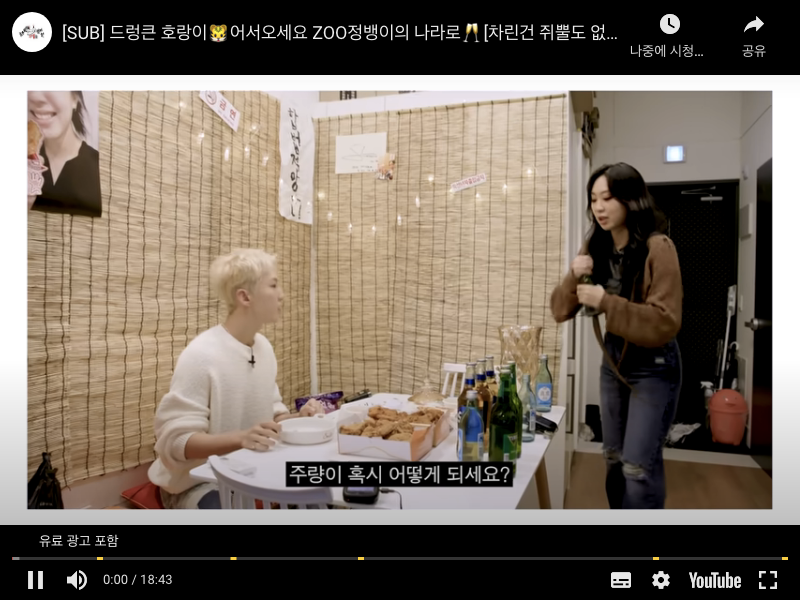 [SUB] 드렁큰 호랑이🐯어서오세요 ZOO정뱅이의 나라로🥂 [차린건 쥐뿔도 없...
나중에 시청...
공유
주량이 혹시 어떻게 되세요?
유료 광고 포함
0:00 / 18:43
YouTube